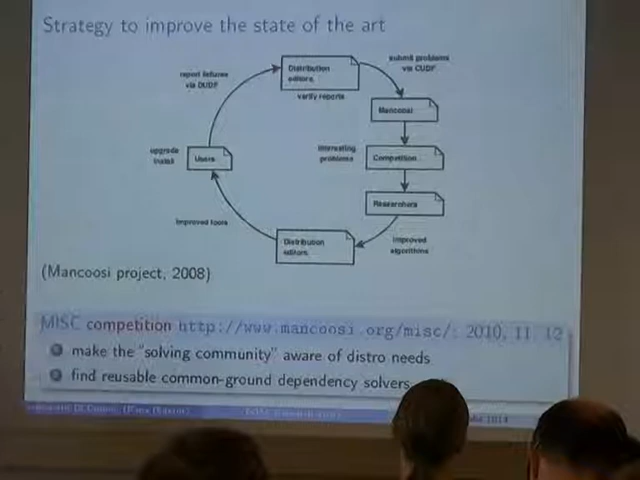 Strategy to improve the state of the art
report failures
via DUDF
Distribution
editors
verify reports
submit problems
via CUDF
Mancoosi
upgrade
Users
interesting
problems
Competition
Researchers
improved tools
Distribution
editors
improved
algorithms
(Mancoosi project, 2008)
MISC competition http://www.mancoosi.org/misc/: 2010, 11, 12
make the "solving community" aware of distro needs
find reusable common-ground dependency solvers
2014